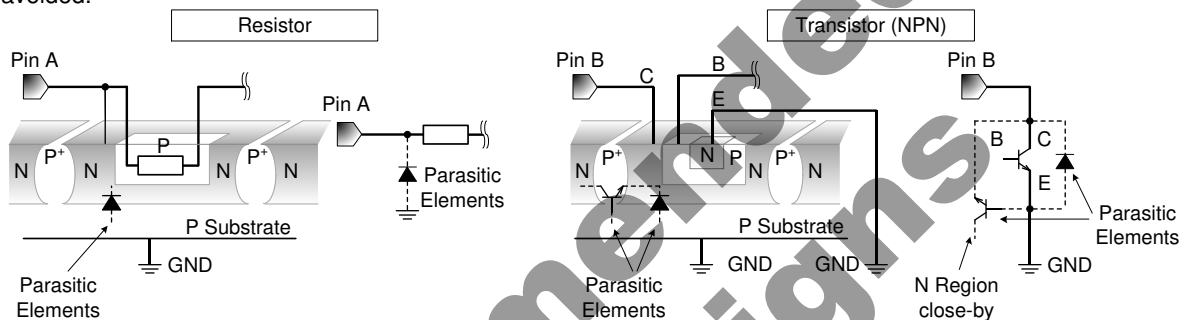 avoided.
Resistor
Transistor (NPN)
Pin A
Pin A
N
P+
N
P
N
P+
N
Parasitic
Elements
P Substrate
GND
Parasitic
Elements
Pin B
C
B
E
N
P+
N
N
P
N
P+
N
P Substrate
GND
GND
Parasitic
Elements
Pin B
B
C
E
Parasitic
Elements
GND
N Region
close-by